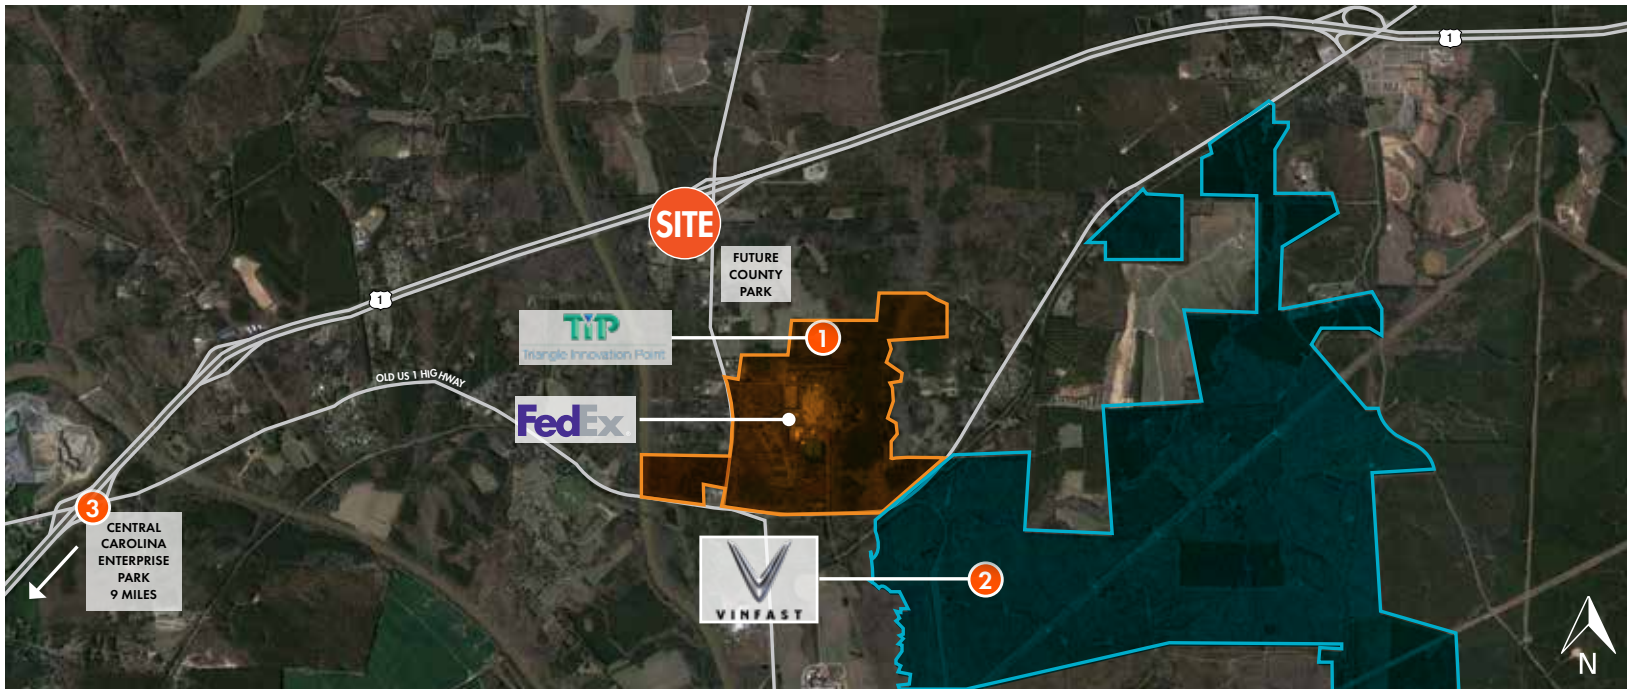 1
SITE
FUTURE
COUNTY
PARK
1
TiP
Triangle Innovation Point
1
OLD US 1 HIGHWAY
FedEx
3
CENTRAL
CAROLINA
ENTERPRISE
PARK
9 MILES
VINFAST
2
N